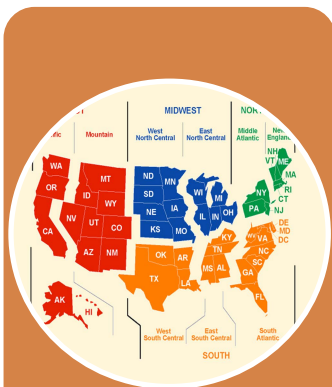 ST
MIDWEST
NOR
ific
Mountain
West
North Central
East
North Central
Middle
Atlantic
New
Englan
WA
OR
CA
NV
ID
MT
WY
UT
CO
AZ
NM
AK
HI
ND
SD
NE
KS
MN
IA
MO
WI
MI
IL
IN
OH
NH
VT
ME
MA
RI
CT
NJ
NY
PA
DE
MD
DC
OK
TX
AR
LA
KY
TN
MS
AL
WV
VA
NC
SC
GA
FL
West
South Central
East
South Central
South
Atlantic
SOUTH